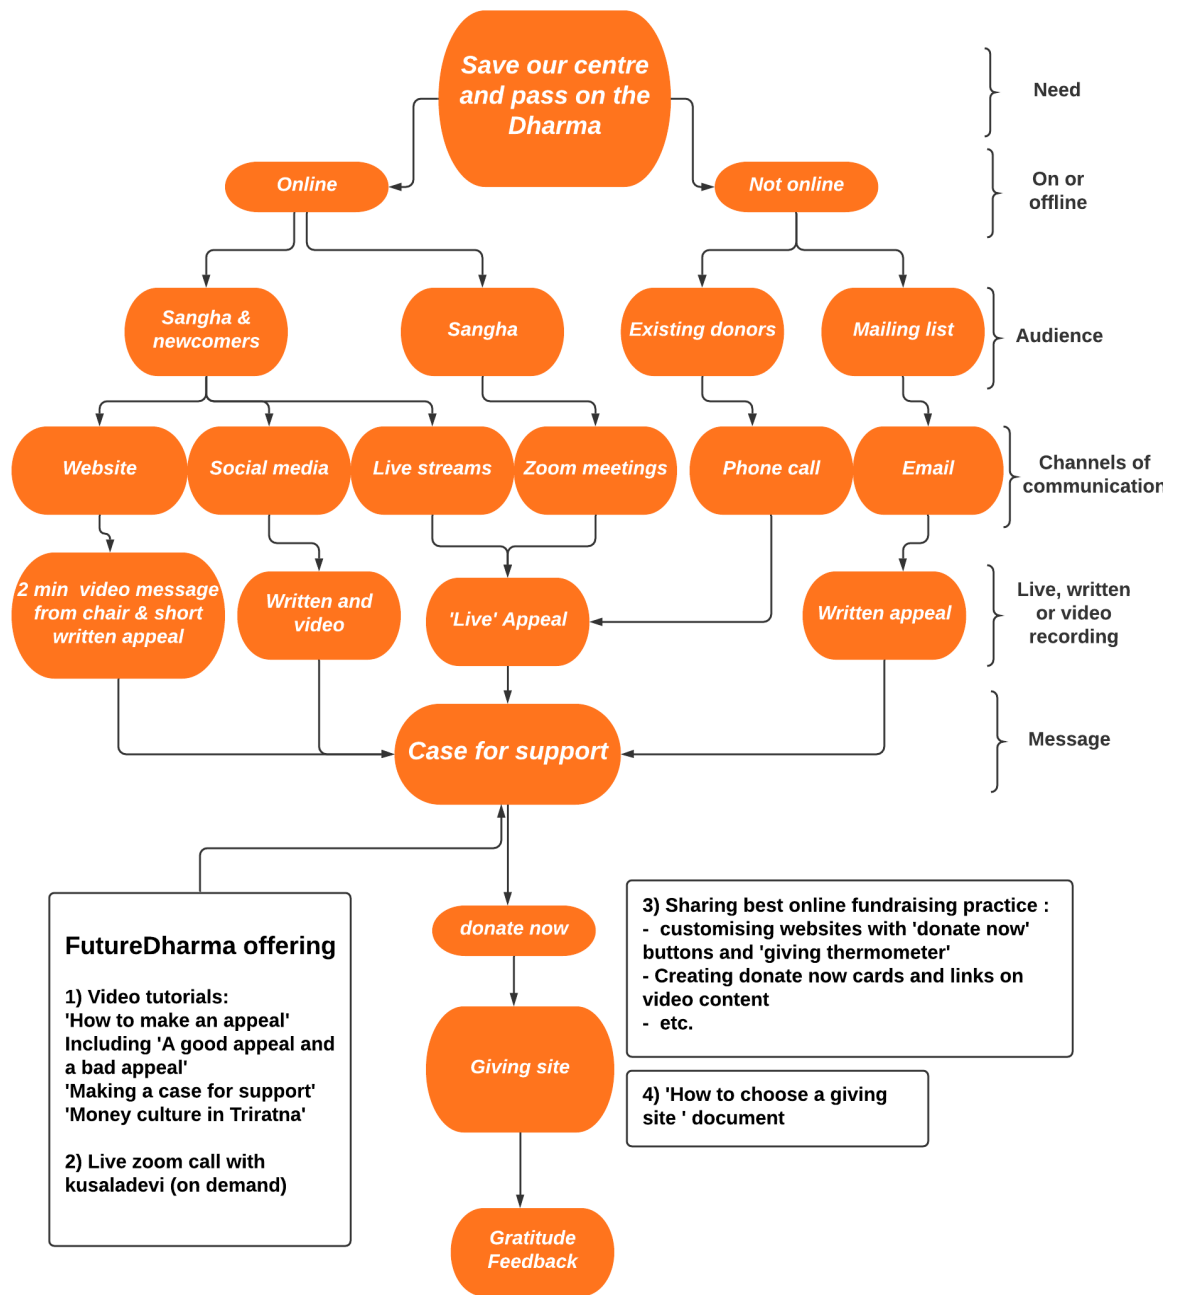 Save our centre
and pass on the
Dharma
Need
Online
Not online
On or
offline
Sangha &
newcomers
Sangha
Existing donors
Mailing list
Audience
Website
Social media
Live streams
Zoom meetings
Phone call
Email
Channels of
communication
2 min  video message
from chair & short
written appeal
Written and
video
'Live' Appeal
Written appeal
Live, written
or video
recording
Case for support
Message
FutureDharma offering
1) Video tutorials:
'How to make an appeal'
Including 'A good appeal and
a bad appeal'
'Making a case for support'
'Money culture in Triratna'
2) Live zoom call with
kusaladevi (on demand)
donate now
3) Sharing best online fundraising practice :
-  customising websites with 'donate now'
buttons and 'giving thermometer'
- Creating donate now cards and links on
video content
-  etc.
Giving site
4) 'How to choose a giving
site ' document
Gratitude
Feedback